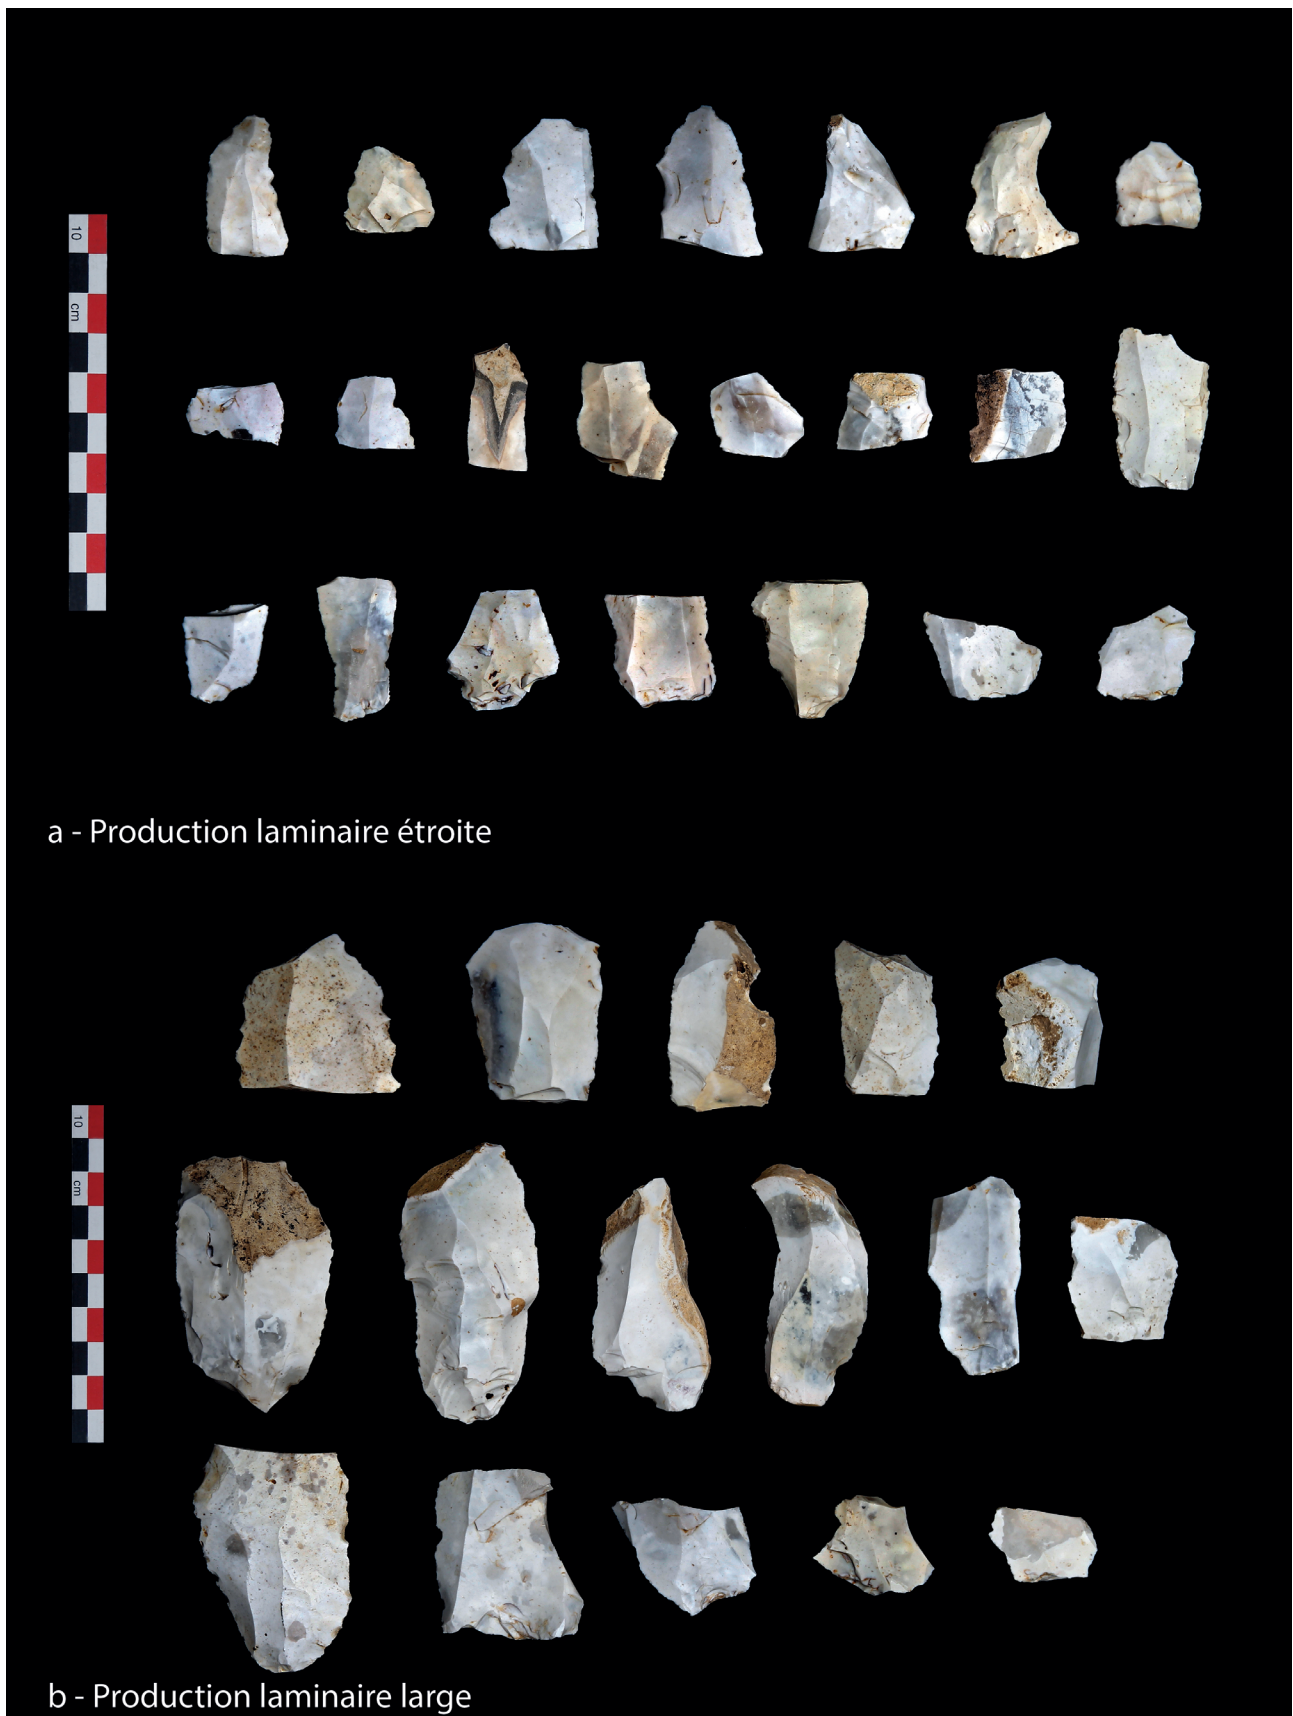 10
cm
a - Production laminaire étroite
10
cm
b - Production laminaire large